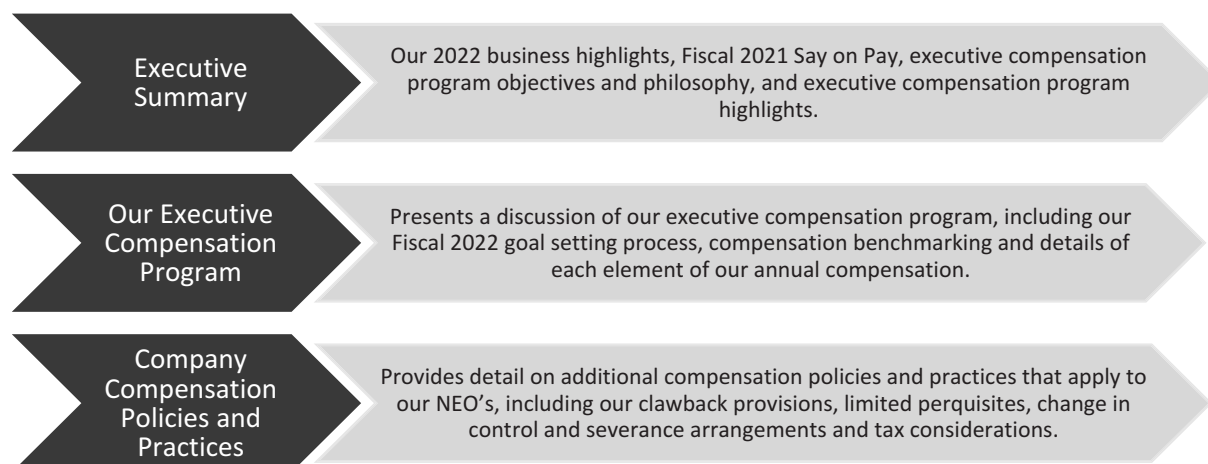 Executive
Summary
Our 2022 business highlights, Fiscal 2021 Say on Pay, executive compensation
program objectives and philosophy, and executive compensation program
highlights.
Our Executive
Compensation
Program
Presents a discussion of our executive compensation program, including our
Fiscal 2022 goal setting process, compensation benchmarking and details of
each element of our annual compensation.
Company
Compensation
Policies and
Practices
Provides detail on additional compensation policies and practices that apply to
our NEO’s, including our clawback provisions, limited perquisites, change in
control and severance arrangements and tax considerations.